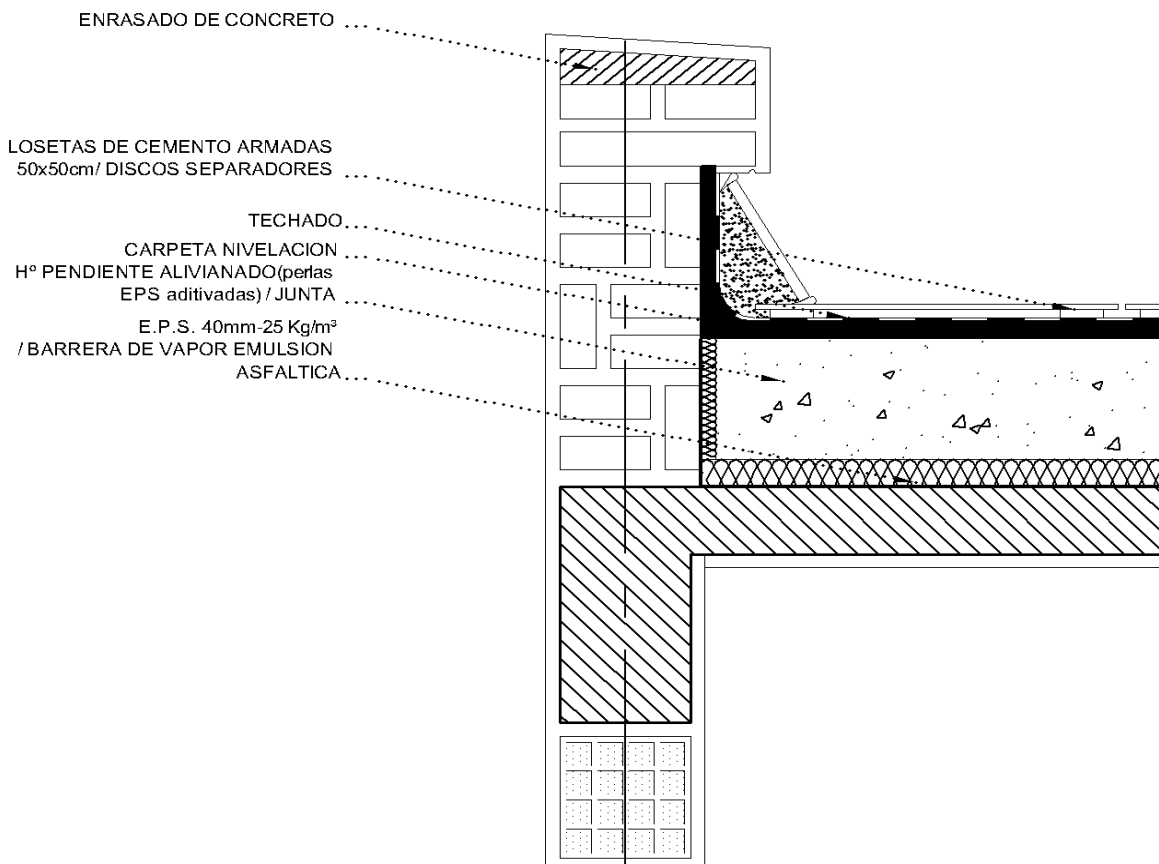 ENRASADO DE CONCRETO
LOSETAS DE CEMENTO ARMADAS
50x50cm/ DISCOS SEPARADORES
TECHADO
CARPETA NIVELACION
Hº PENDIENTE ALIVIANADO(perlas
EPS aditivadas) / JUNTA
E.P.S. 40mm-25 Kg/m³
/ BARRERA DE VAPOR EMULSION
ASFALTICA